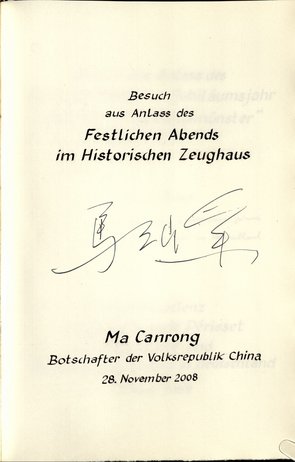 Besuch
aus Anlass des
Festlichen Abends
im Historischen Zeughaus
Ma Canrong
Botschafter der Volksrepublik China
28. November 2008